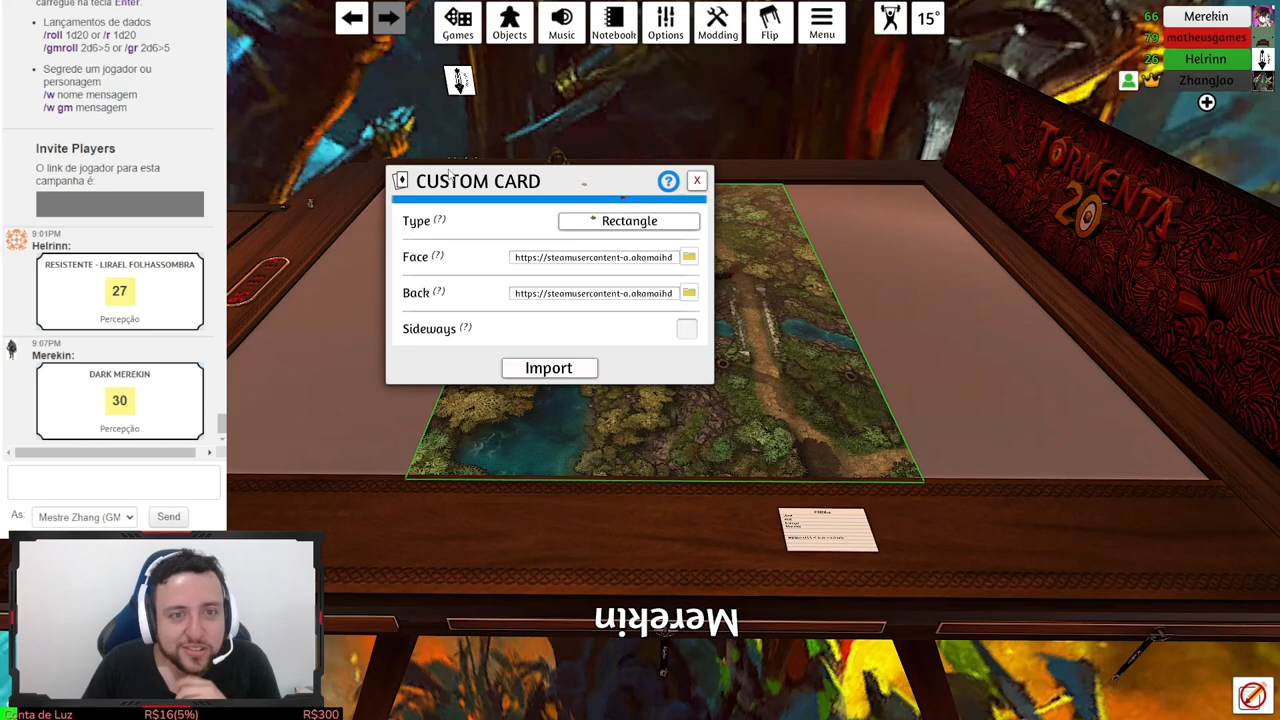 carregue na tecla Enter.
Lançamentos de dados
/roll 1d20 or /r 1d20
/gmroll 2d6>5 or /gr 2d6>5
Segrede um jogador ou
personagem
/w nome mensagem
/w gm mensagem
Invite Players
O link de jogador para esta
campanha é:
9:01PM
Helrinn:
RESISTENTE - LIRAEL FOLHASSOMBRA
27
Percepção
9:07PM
Merekin:
DARK MEREKIN
30
Percepção
As:
Mestre Zhang (GM
Send
Games
Objects
Music
Notebook
Options
Modding
Flip
Menu
15°
66 Merekin
79 matheusgames
26 Helrinn
ZhangJao
CUSTOM CARD
?
X
Type (?)
Rectangle
Face (?)
https://steamusercontent-a.akamaihd
Back (?)
https://steamusercontent-a.akamaihd
Sideways (?)
Import
TORMENTA
20
Merekin
Conta de Luz
R$16(5%)
R$300